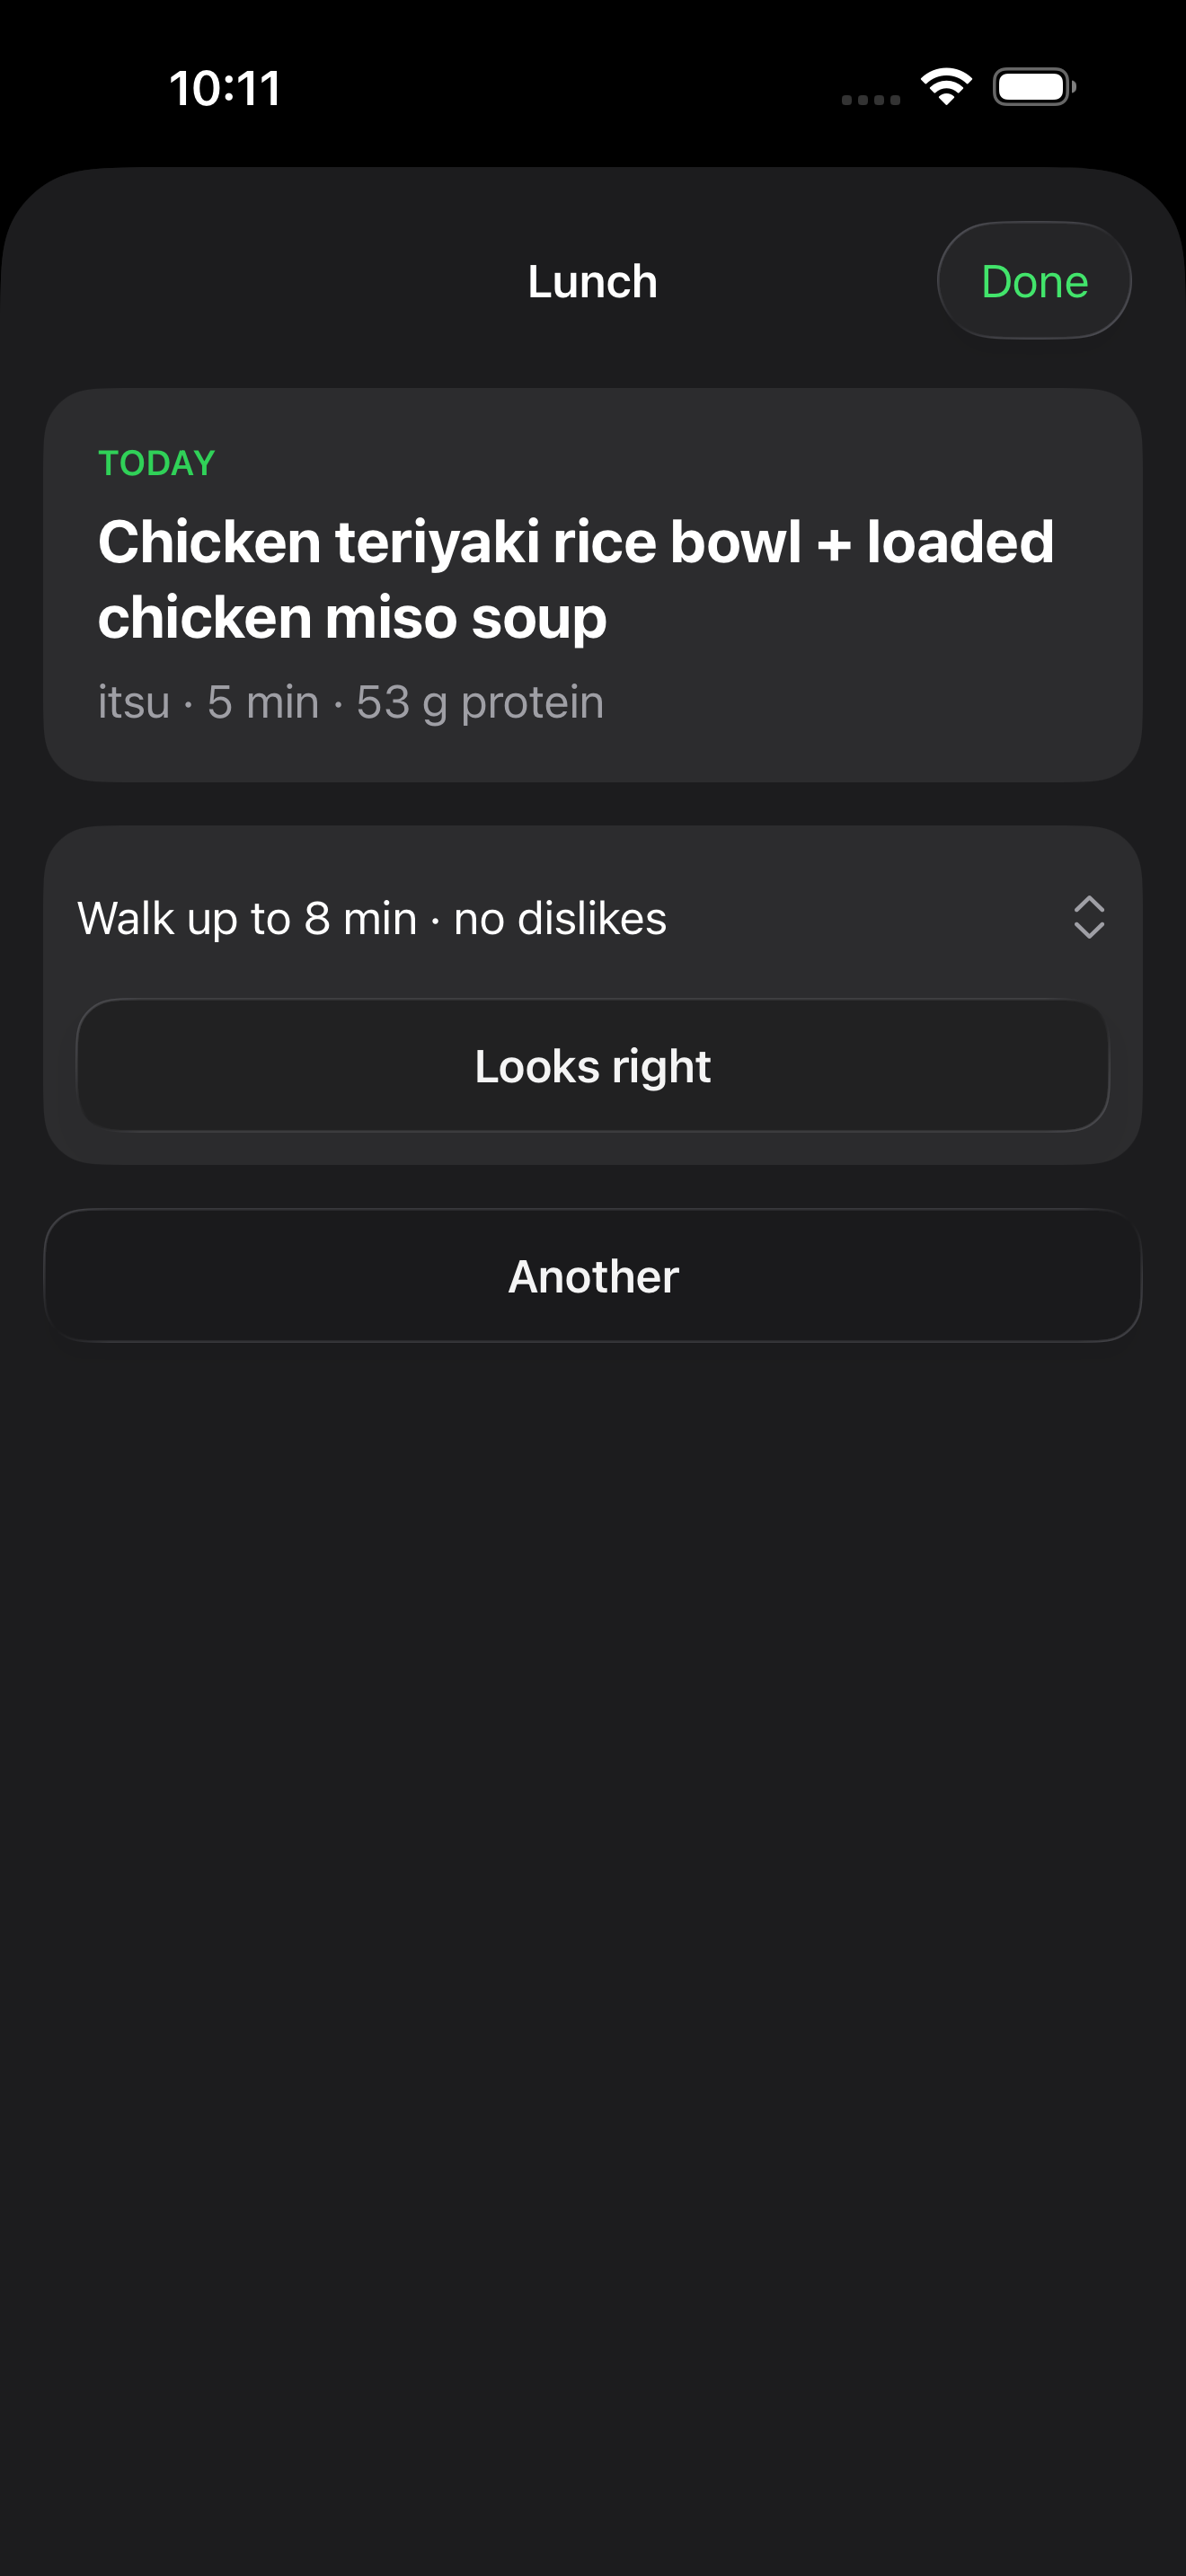 10:11
Lunch
Done
TODAY
Chicken teriyaki rice bowl + loaded
chicken miso soup
itsu · 5 min · 53 g protein
Walk up to 8 min · no dislikes
Looks right
Another